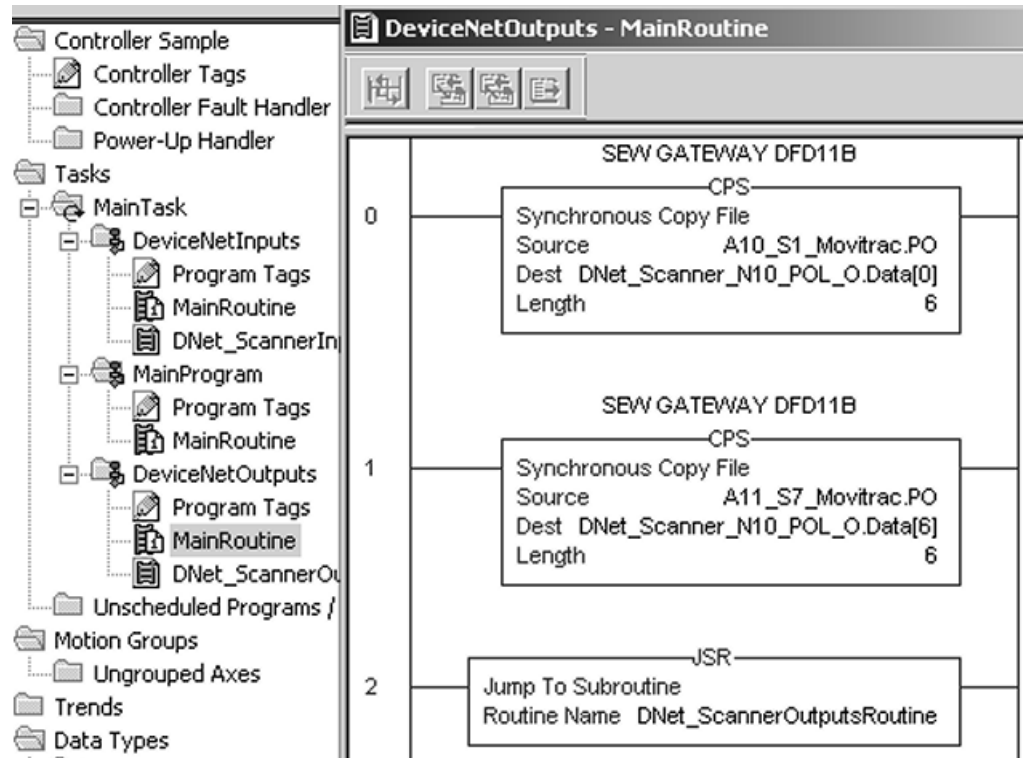 Controller Sample
Controller Tags
Controller Fault Handler
Power-Up Handler
Tasks
MainTask
DeviceNetInputs
Program Tags
MainRoutine
DNet_ScannerIn
MainProgram
Program Tags
MainRoutine
DeviceNetOutputs
Program Tags
MainRoutine
DNet_ScannerOu
Unscheduled Programs /
Motion Groups
Ungrouped Axes
Trends
Data Types
DeviceNetOutputs - MainRoutine
SEW GATEWAY DFD11B
CPS
0
Synchronous Copy File
Source A10_S1_Movitrac.PO
Dest DNet_Scanner_N10_POL_O.Data[0]
Length 6
SEW GATEWAY DFD11B
CPS
1
Synchronous Copy File
Source A11_S7_Movitrac.PO
Dest DNet_Scanner_N10_POL_O.Data[6]
Length 6
JSR
2
Jump To Subroutine
Routine Name DNet_ScannerOutputsRoutine